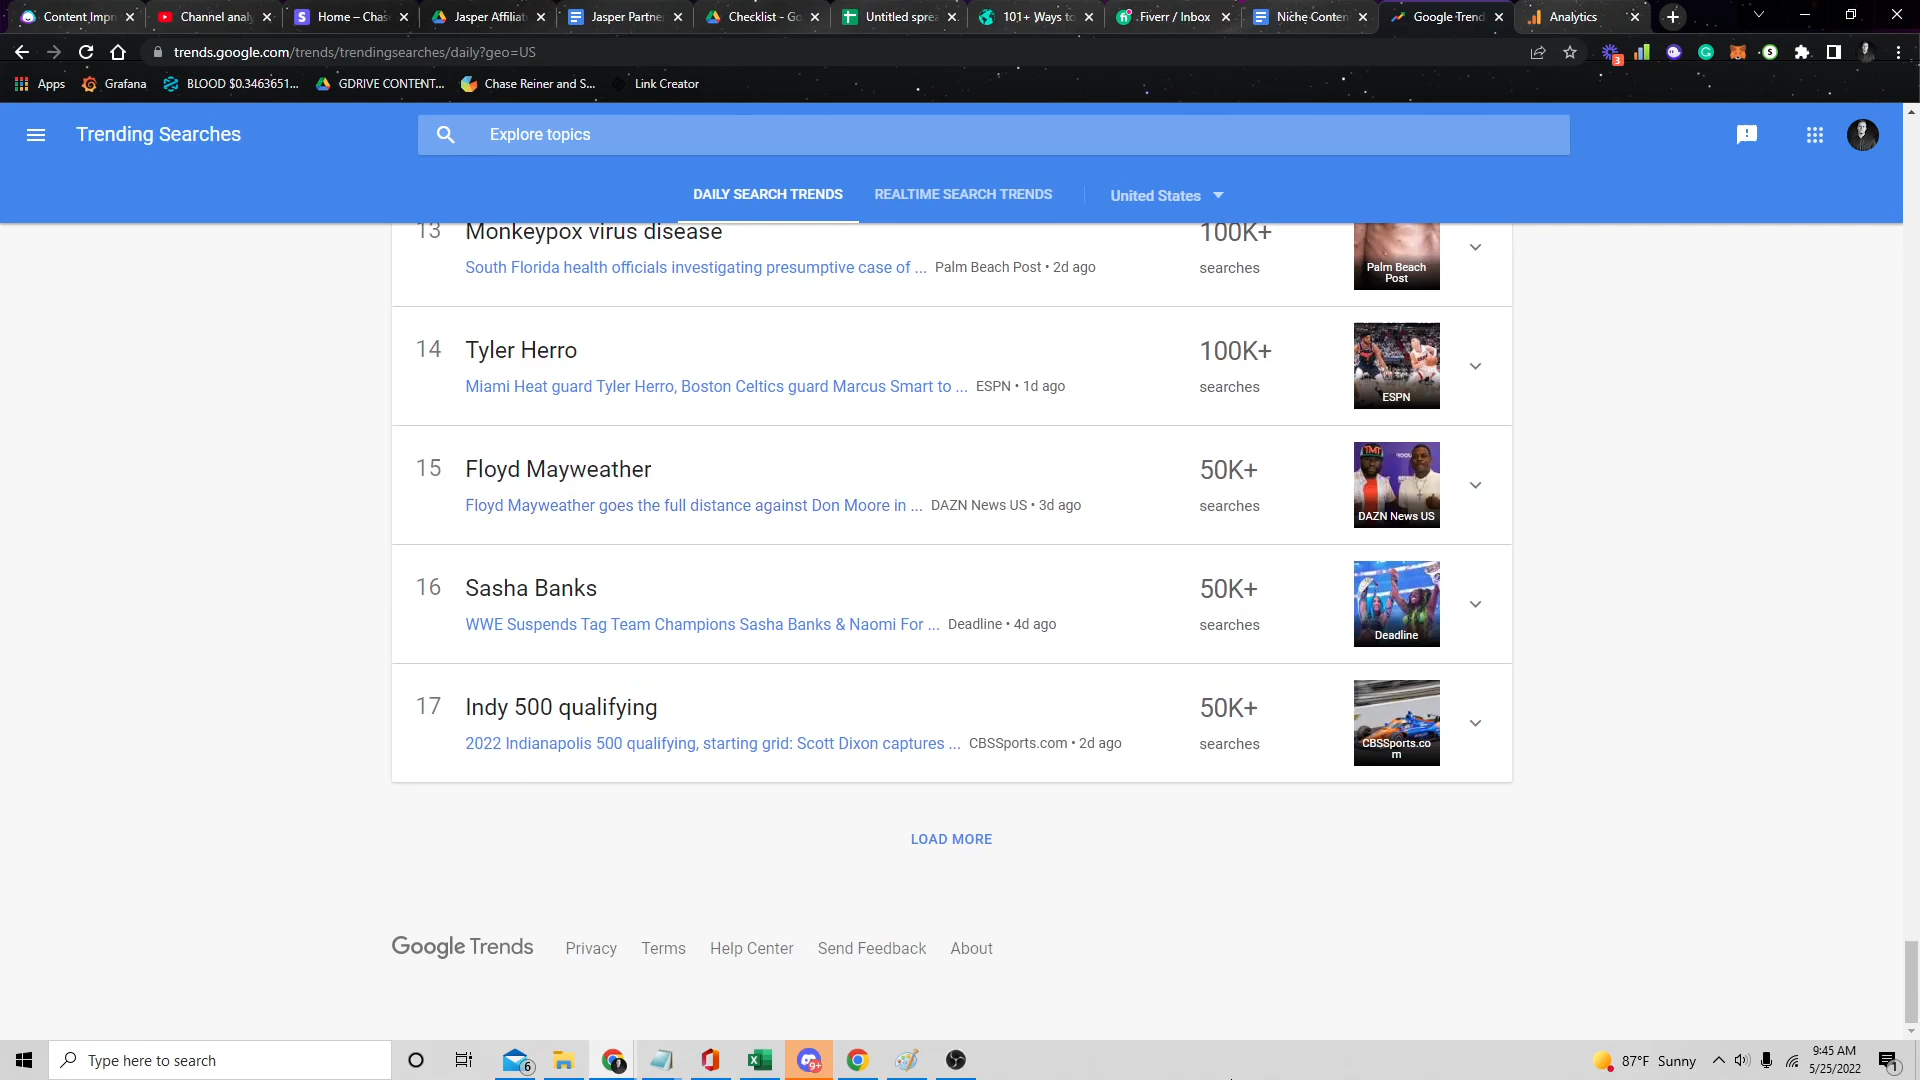 Content Impr
Channel analy
Home – Chas
Jasper Affiliat
Jasper Partne
Checklist - Go
Untitled sprea
101+ Ways to
Fiverr / Inbox
Niche Conten
Google Trend
Analytics
trends.google.com/trends/trendingsearches/daily?geo=US
3
Apps
Grafana
BLOOD $0.3463651...
GDRIVE CONTENT...
Chase Reiner and S...
Link Creator
Trending Searches
Explore topics
DAILY SEARCH TRENDS
REALTIME SEARCH TRENDS
United States
13 Monkeypox virus disease 100K+
South Florida health officials investigating presumptive case of ... Palm Beach Post • 2d ago searches
Palm Beach
Post
14 Tyler Herro 100K+
Miami Heat guard Tyler Herro, Boston Celtics guard Marcus Smart to ... ESPN • 1d ago searches
ESPN
15 Floyd Mayweather 50K+
Floyd Mayweather goes the full distance against Don Moore in ... DAZN News US • 3d ago searches
TMT
DAZN News US
16 Sasha Banks 50K+
WWE Suspends Tag Team Champions Sasha Banks & Naomi For ... Deadline • 4d ago searches
Deadline
17 Indy 500 qualifying 50K+
2022 Indianapolis 500 qualifying, starting grid: Scott Dixon captures ... CBSSports.com • 2d ago searches
CBSSports.co
m
LOAD MORE
Google Trends Privacy Terms Help Center Send Feedback About
Type here to search
6
9+
87°F Sunny
9:45 AM
5/25/2022
1